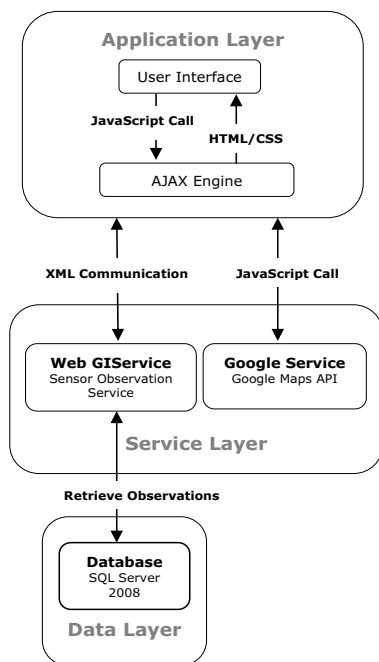 Application Layer
User Interface
JavaScript Call
HTML/CSS
AJAX Engine
XML Communication
JavaScript Call
Web GIService
Sensor Observation
Service
Google Service
Google Maps API
Service Layer
Retrieve Observations
Database
SQL Server
2008
Data Layer